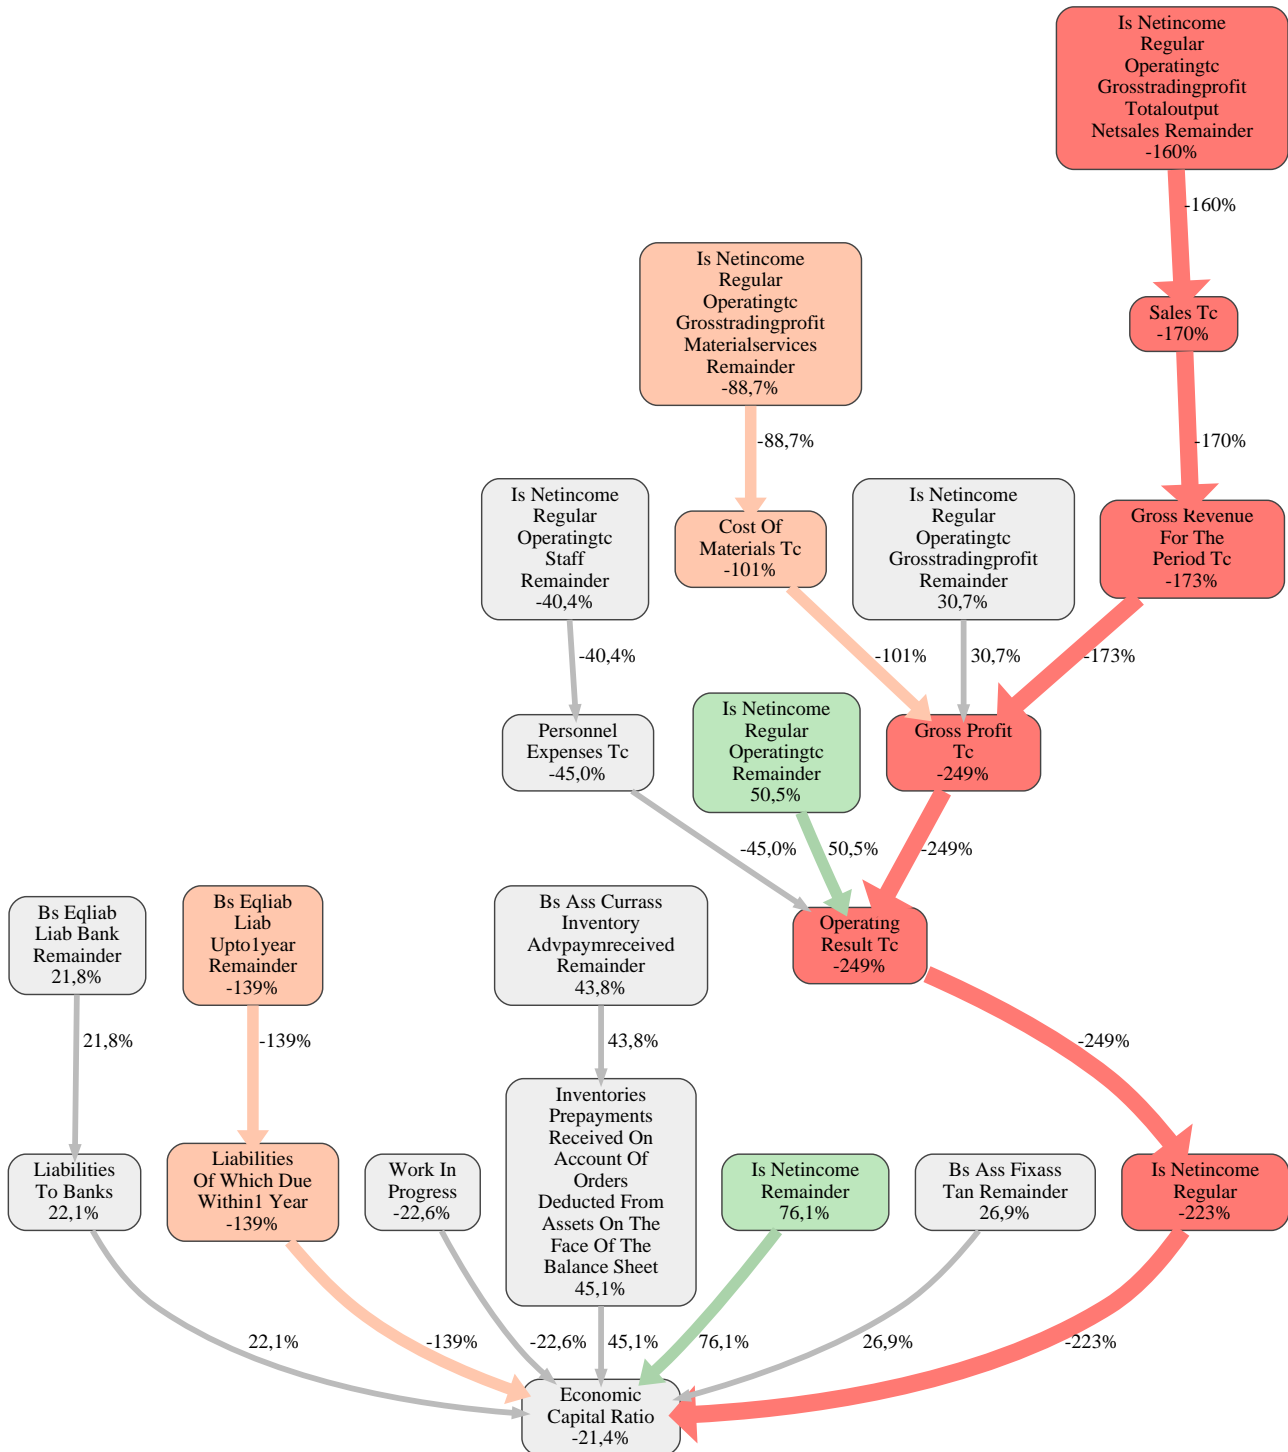 Is Netincome
Regular
Operatingtc
Grosstradingprofit
Totaloutput
Netsales Remainder
-160%
-160%
Is Netincome
Regular
Operatingtc
Grosstradingprofit
Materialservices
Remainder
-88,7%
Sales Tc
-170%
-88,7%
-170%
Is Netincome
Regular
Operatingtc
Staff
Remainder
-40,4%
Cost Of
Materials Tc
-101%
Is Netincome
Regular
Operatingtc
Grosstradingprofit
Remainder
30,7%
Gross Revenue
For The
Period Tc
-173%
-40,4%
-101%
30,7%
-173%
Personnel
Expenses Tc
-45,0%
Is Netincome
Regular
Operatingtc
Remainder
50,5%
Gross Profit
Tc
-249%
-45,0%
50,5%
-249%
Bs Eqliab
Liab Bank
Remainder
21,8%
Bs Eqliab
Liab
Upto1year
Remainder
-139%
Bs Ass Currass
Inventory
Advpaymreceived
Remainder
43,8%
Operating
Result Tc
-249%
21,8%
-139%
43,8%
-249%
Liabilities
To Banks
22,1%
Liabilities
Of Which Due
Within1 Year
-139%
Work In
Progress
-22,6%
Inventories
Prepayments
Received On
Account Of
Orders
Deducted From
Assets On The
Face Of The
Balance Sheet
45,1%
Is Netincome
Remainder
76,1%
Bs Ass Fixass
Tan Remainder
26,9%
Is Netincome
Regular
-223%
22,1%
-139%
-22,6%
45,1%
76,1%
26,9%
-223%
Economic
Capital Ratio
-21,4%